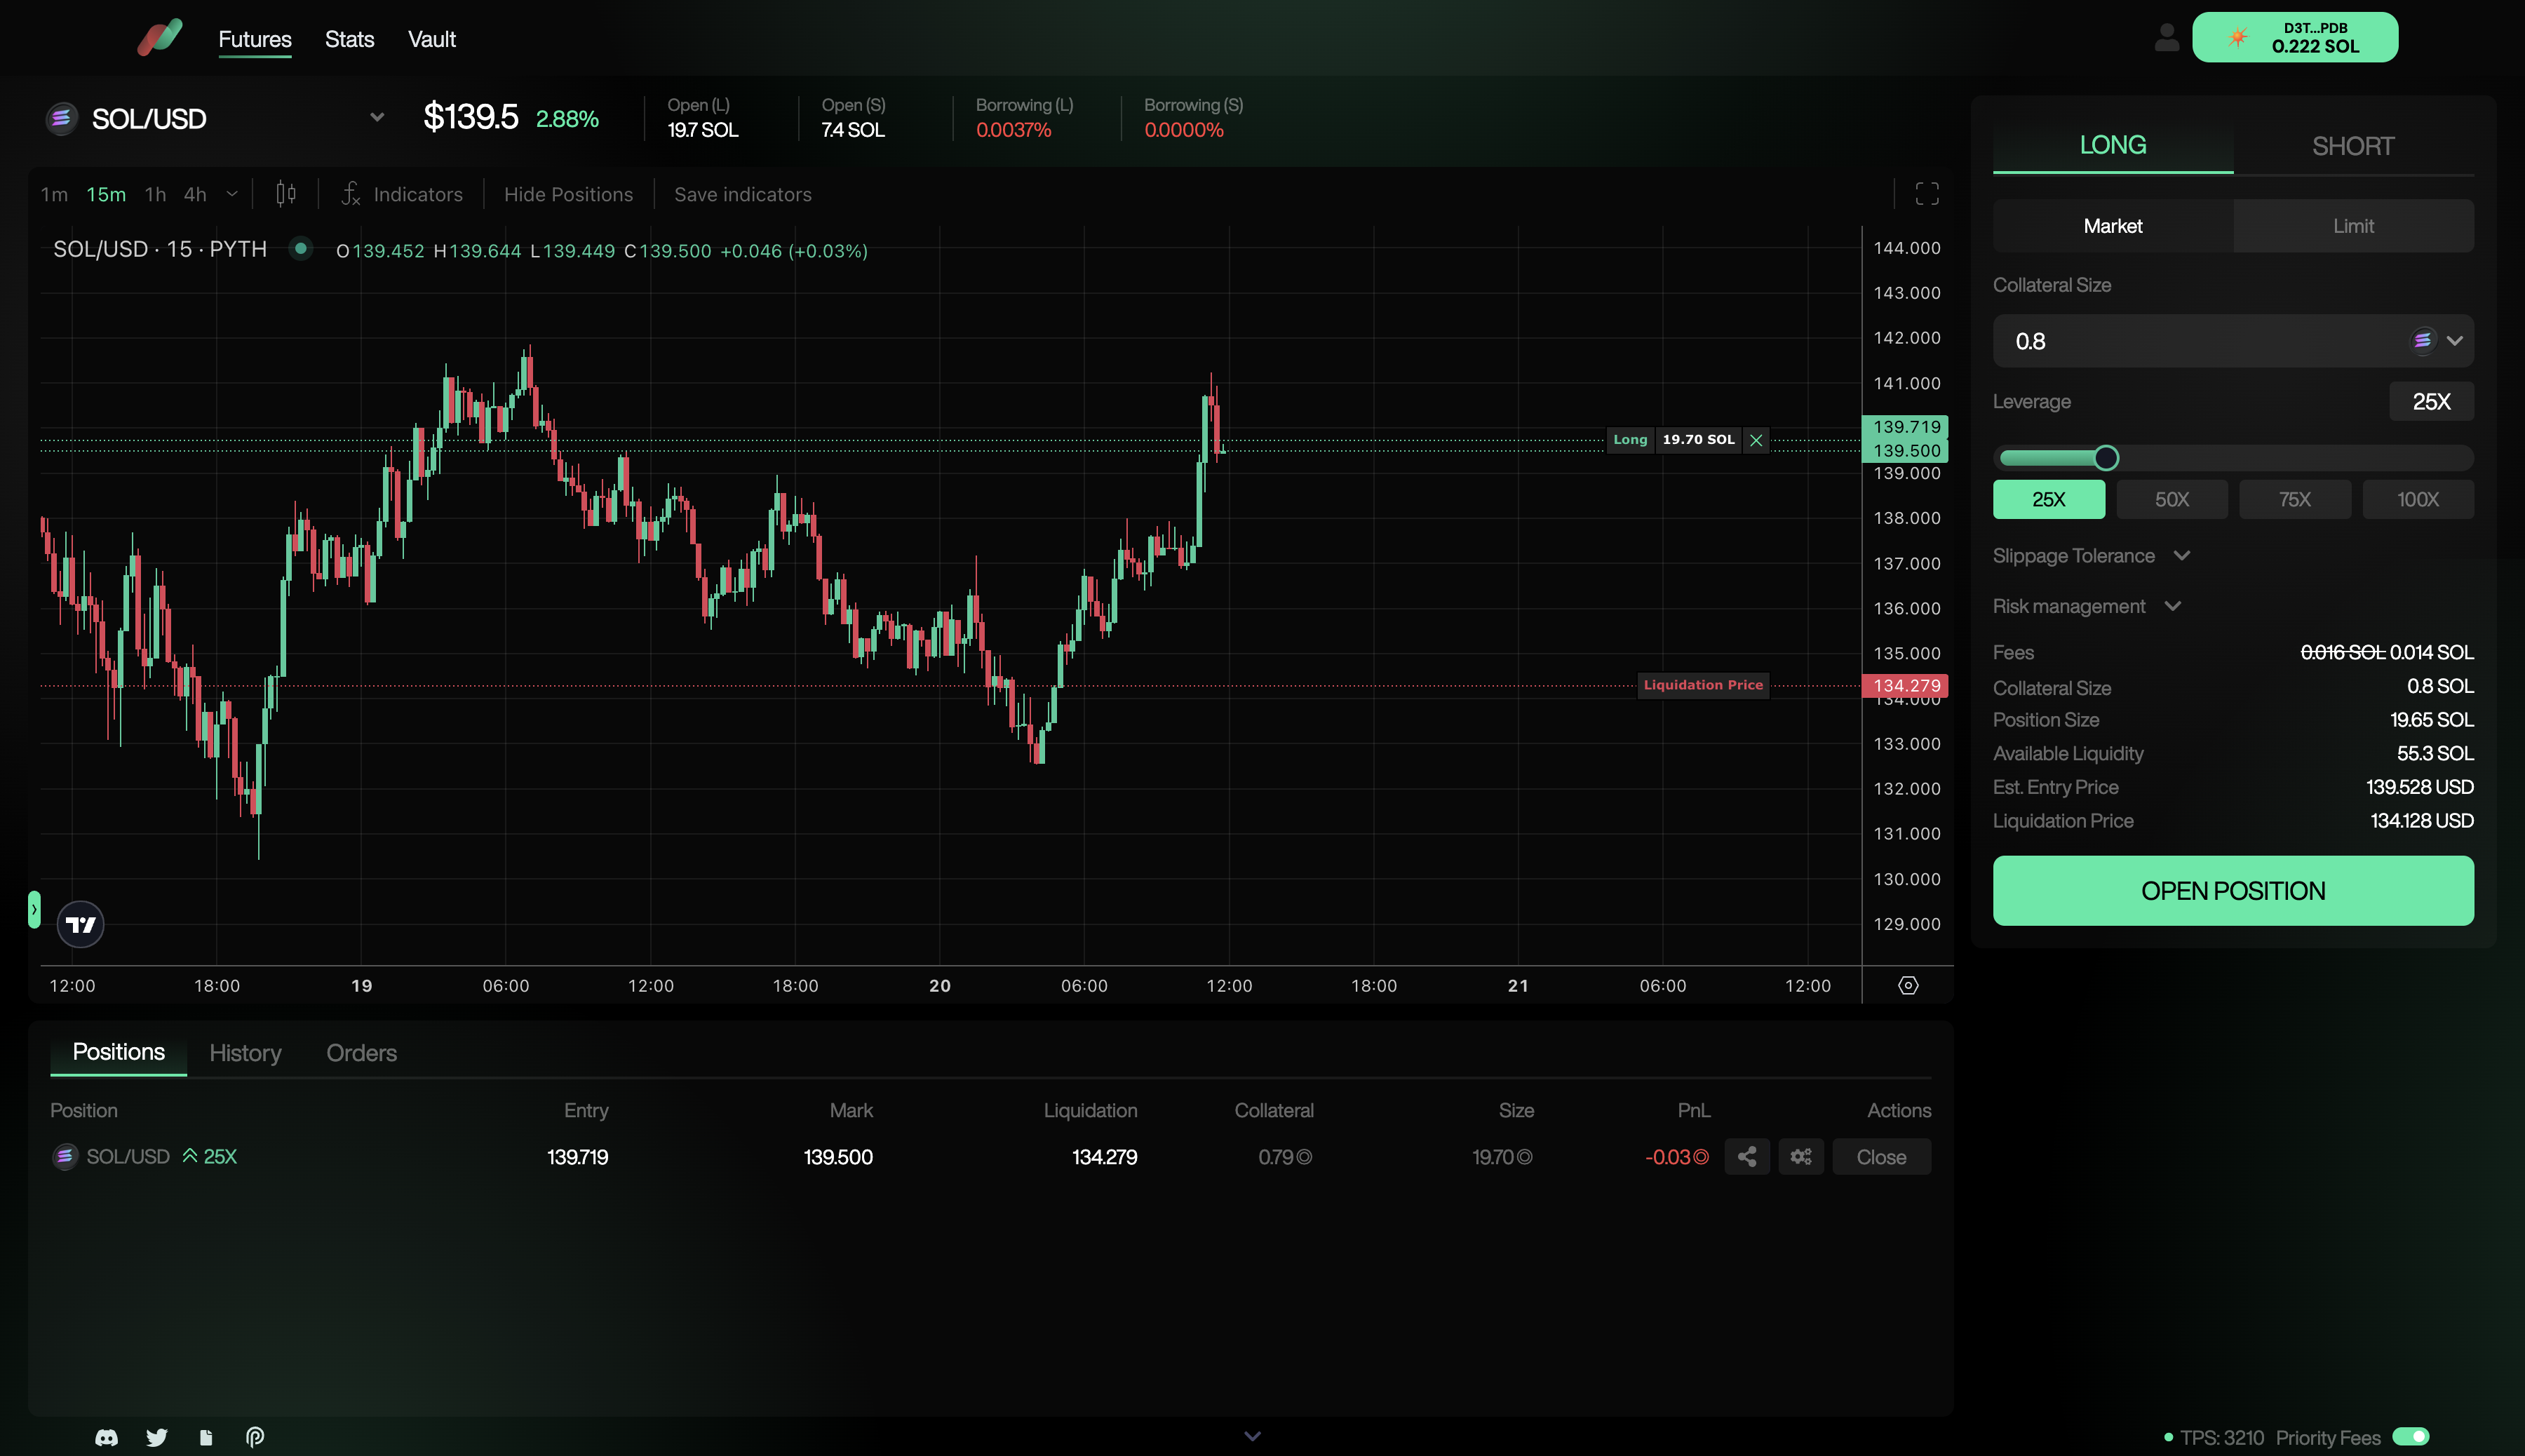 Futures Stats Vault
D3T...PDB
0.222 SOL
SOL/USD $139.5 2.88%
Open (L) Open (S) Borrowing (L) Borrowing (S)
19.7 SOL 7.4 SOL 0.0037% 0.0000%
1m 15m 1h 4h Indicators Hide Positions Save indicators
SOL/USD · 15 · PYTH O139.452 H139.644 L139.449 C139.500 +0.046 (+0.03%)
144.000
143.000
142.000
141.000
139.719
Long 19.70 SOL
139.500
139.000
138.000
137.000
136.000
135.000
Liquidation Price 134.279
134.000
133.000
132.000
131.000
130.000
129.000
12:00 18:00 19 06:00 12:00 18:00 20 06:00 12:00 18:00 21 06:00 12:00
LONG SHORT
Market Limit
Collateral Size
0.8
Leverage 25X
25X 50X 75X 100X
Slippage Tolerance
Risk management
Fees 0.016 SOL 0.014 SOL
Collateral Size 0.8 SOL
Position Size 19.65 SOL
Available Liquidity 55.3 SOL
Est. Entry Price 139.528 USD
Liquidation Price 134.128 USD
OPEN POSITION
Positions History Orders
Position Entry Mark Liquidation Collateral Size PnL Actions
SOL/USD 25X 139.719 139.500 134.279 0.79 19.70 -0.03 Close
TPS: 3210 Priority Fees